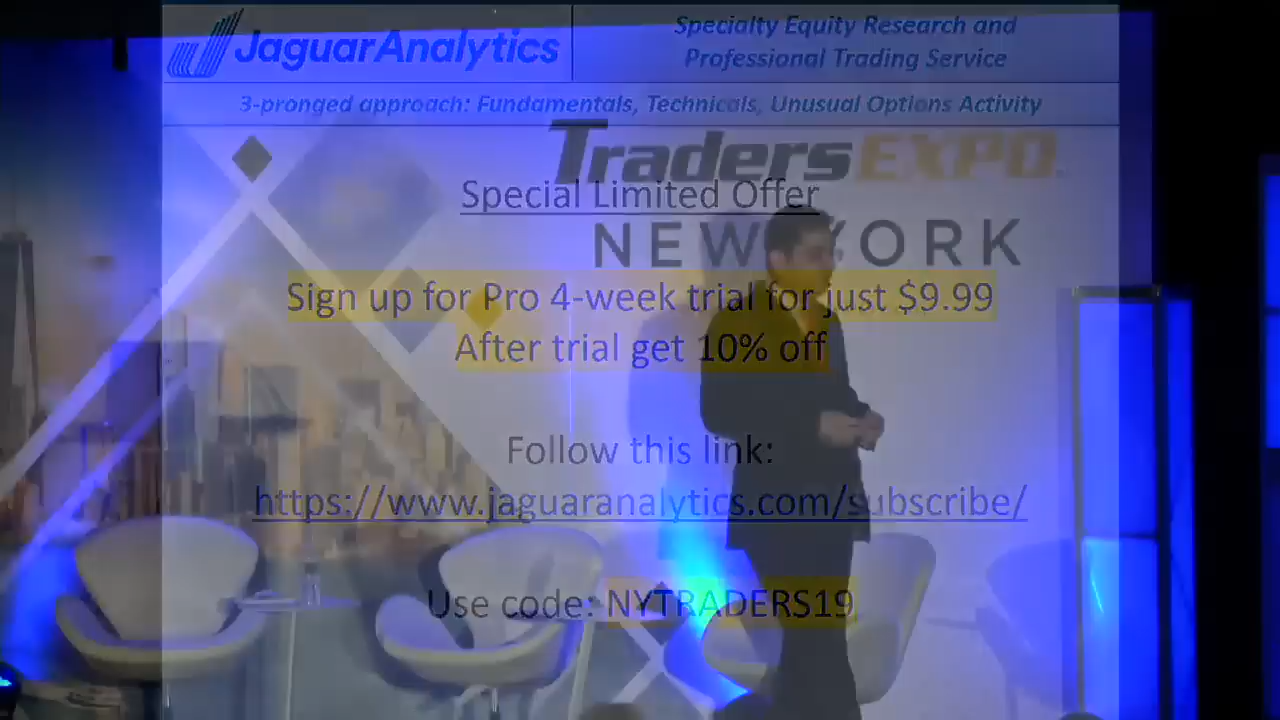 JaguarAnalytics
Specialty Equity Research and
Professional Trading Service
3-pronged approach: Fundamentals, Technicals, Unusual Options Activity
TradersEXPO
NEW YORK
Special Limited Offer
Sign up for Pro 4-week trial for just $9.99
After trial get 10% off
Follow this link:
https://www.jaguaranalytics.com/subscribe/
Use code: NYTRADERS19